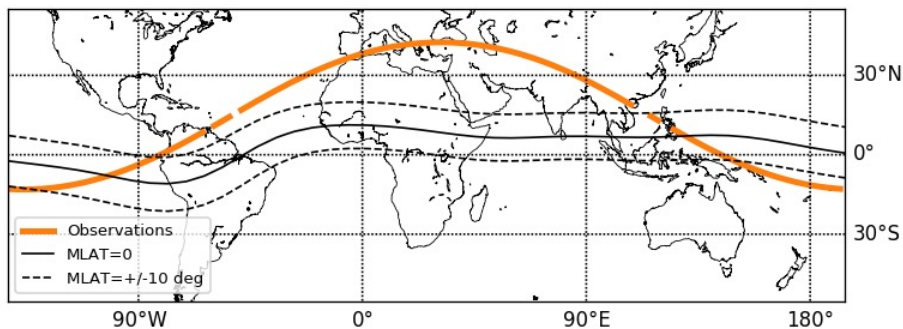 30°N
0°
30°S
Observations
MLAT=0
MLAT=+/-10 deg
90°W 0° 90°E 180°